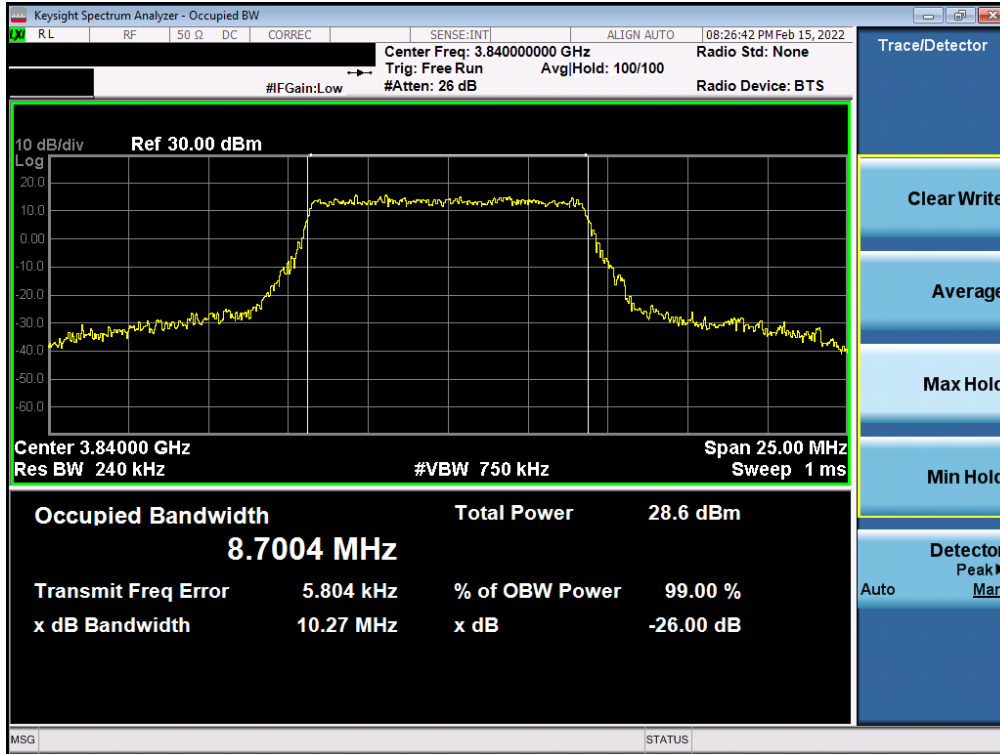 Keysight Spectrum Analyzer - Occupied BW
LXI RL RF 50 Ω DC CORREC SENSE:INT ALIGN AUTO 08:26:42 PM Feb 15, 2022
Center Freq: 3.840000000 GHz Radio Std: None
Trig: Free Run Avg|Hold: 100/100
#IFGain:Low #Atten: 26 dB Radio Device: BTS
Trace/Detector
10 dB/div Ref 30.00 dBm
Log
20.0
10.0
0.00
-10.0
-20.0
-30.0
-40.0
-50.0
-60.0
Center 3.84000 GHz Span 25.00 MHz
Res BW 240 kHz #VBW 750 kHz Sweep 1 ms
Occupied Bandwidth Total Power 28.6 dBm
8.7004 MHz
Transmit Freq Error 5.804 kHz % of OBW Power 99.00 %
x dB Bandwidth 10.27 MHz x dB -26.00 dB
Clear Write
Average
Max Hold
Min Hold
Detector
Peak
Auto Man
MSG STATUS